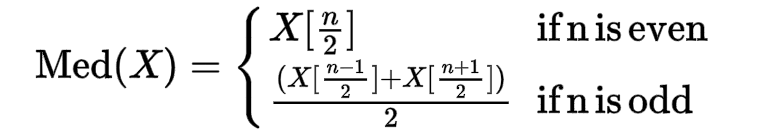 Med(X) = { X[n/2] if n is even
(X[(n−1)/2]+X[(n+1)/2])/2 if n is odd